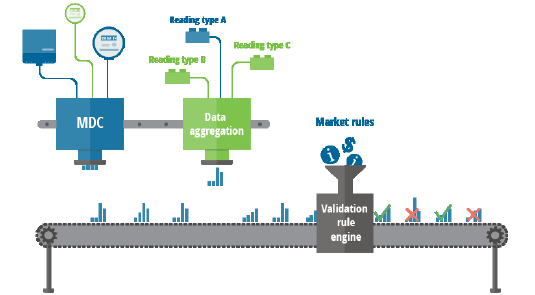 Reading type A
Reading type C
Reading type B
MDC
Data
aggregation
Market rules
Validation
rule
engine